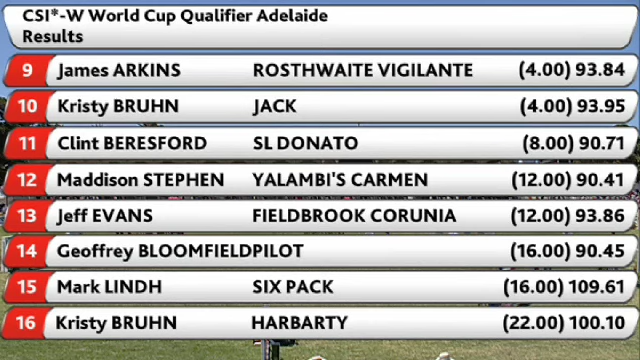 CSI*-W World Cup Qualifier Adelaide
Results
9 James ARKINS ROSTHWAITE VIGILANTE (4.00) 93.84
10 Kristy BRUHN JACK (4.00) 93.95
11 Clint BERESFORD SL DONATO (8.00) 90.71
12 Maddison STEPHEN YALAMBI'S CARMEN (12.00) 90.41
13 Jeff EVANS FIELDBROOK CORUNIA (12.00) 93.86
14 Geoffrey BLOOMFIELDPILOT (16.00) 90.45
15 Mark LINDH SIX PACK (16.00) 109.61
16 Kristy BRUHN HARBARTY (22.00) 100.10